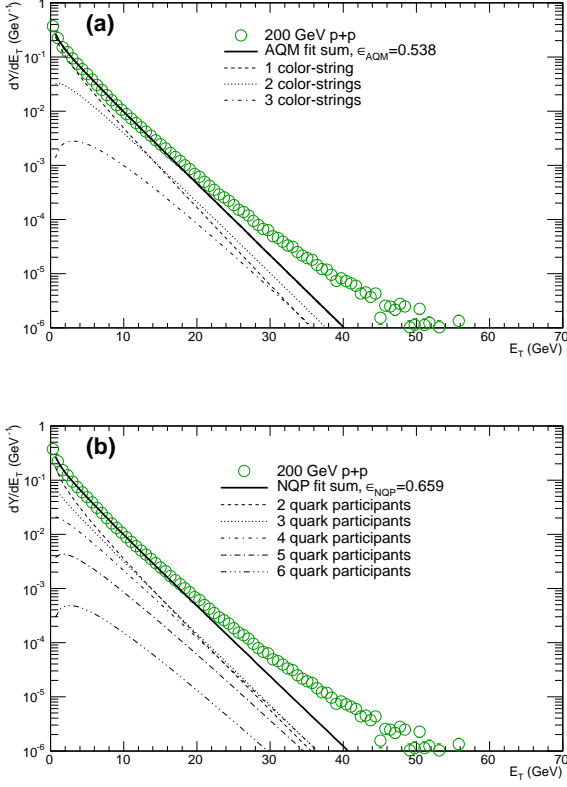 (a)
dY/dE_T (GeV^-1)
1
10^-1
10^-2
10^-3
10^-4
10^-5
10^-6
200 GeV p+p
AQM fit sum, ϵ_AQM=0.538
1 color-string
2 color-strings
3 color-strings
0 10 20 30 40 50 60 70
E_T (GeV)
(b)
dY/dE_T (GeV^-1)
1
10^-1
10^-2
10^-3
10^-4
10^-5
10^-6
200 GeV p+p
NQP fit sum, ϵ_NQP=0.659
2 quark participants
3 quark participants
4 quark participants
5 quark participants
6 quark participants
0 10 20 30 40 50 60 70
E_T (GeV)